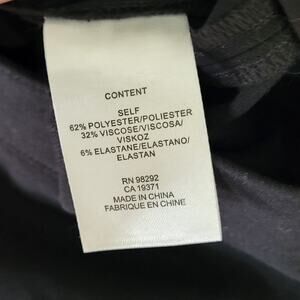 CONTENT
SELF
62% POLYESTER/POLIESTER
32% VISCOSE/VISCOSA/
VISKOZ
6% ELASTANE/ELASTANO/
ELASTAN
RN 98292
CA 19371
MADE IN CHINA
FABRIQUE EN CHINE